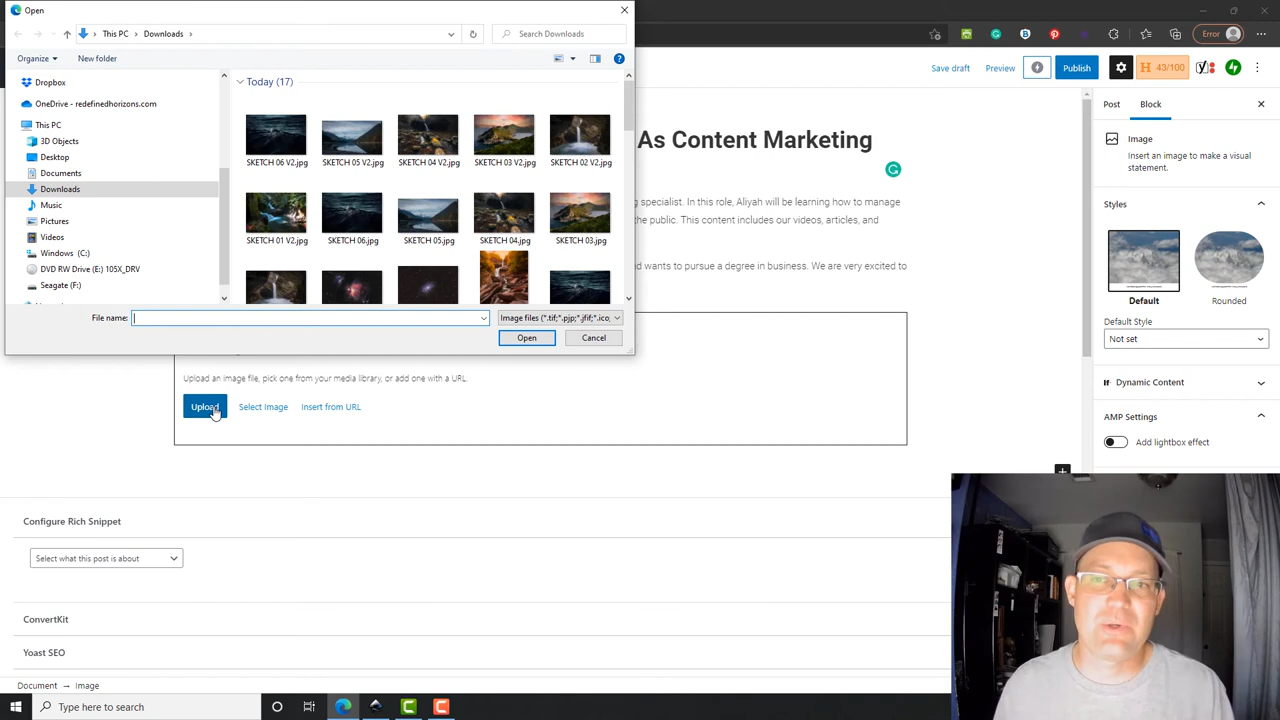 Open
This PC
Downloads
Search Downloads
Error
Organize
New folder
Save draft
Preview
Publish
43/100
Dropbox
OneDrive - redefinedhorizons.com
This PC
3D Objects
Desktop
Documents
Downloads
Music
Pictures
Videos
Windows (C:)
DVD RW Drive (E:) 105X_DRV
Seagate (F:)
Today (17)
SKETCH 06 V2.jpg
SKETCH 05 V2.jpg
SKETCH 04 V2.jpg
SKETCH 03 V2.jpg
SKETCH 02 V2.jpg
SKETCH 01 V2.jpg
SKETCH 06.jpg
SKETCH 05.jpg
SKETCH 04.jpg
SKETCH 03.jpg
File name:
Image files (*.tif;*.pjp;*.jfif;*.ico,
Open
Cancel
As Content Marketing
specialist. In this role, Aliyah will be learning how to manage
the public. This content includes our videos, articles, and
and wants to pursue a degree in business. We are very excited to
Upload an image file, pick one from your media library, or add one with a URL.
Upload
Select Image
Insert from URL
Post
Block
Image
Insert an image to make a visual
statement.
Styles
Default
Rounded
Default Style
Not set
Dynamic Content
AMP Settings
Add lightbox effect
Configure Rich Snippet
Select what this post is about
ConvertKit
Yoast SEO
Document → Image
Type here to search